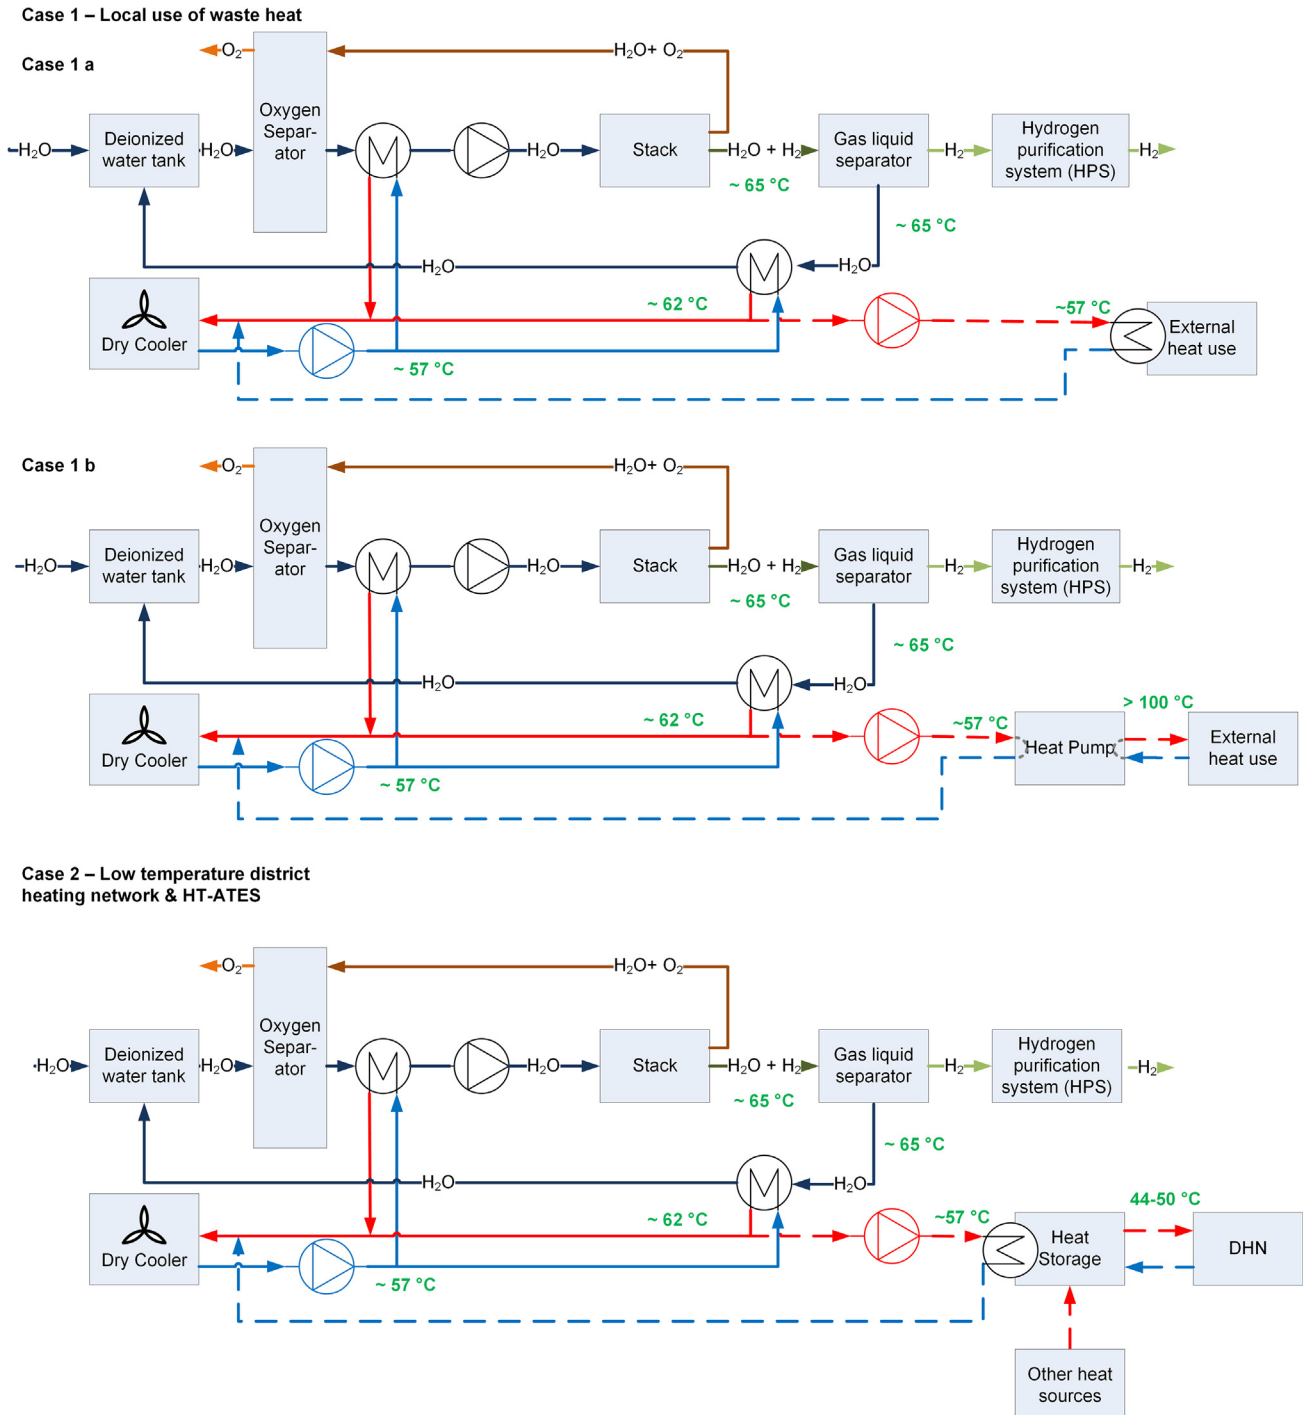 Case 1 – Local use of waste heat
Case 1 a
O₂
H₂O+ O₂
Oxygen
Separ-
ator
H₂O
Deionized
water tank
H₂O
H₂O
Stack
H₂O + H₂
~ 65 °C
Gas liquid
separator
H₂
Hydrogen
purification
system (HPS)
H₂
~ 65 °C
H₂O
H₂O
Dry Cooler
~ 62 °C
~ 57 °C
~57 °C
External
heat use
Case 1 b
O₂
H₂O+ O₂
Oxygen
Separ-
ator
H₂O
Deionized
water tank
H₂O
H₂O
Stack
H₂O + H₂
~ 65 °C
Gas liquid
separator
H₂
Hydrogen
purification
system (HPS)
H₂
~ 65 °C
H₂O
H₂O
Dry Cooler
~ 62 °C
~ 57 °C
~57 °C
Heat Pump
> 100 °C
External
heat use
Case 2 – Low temperature district
heating network & HT-ATES
O₂
H₂O+ O₂
Oxygen
Separ-
ator
H₂O
Deionized
water tank
H₂O
H₂O
Stack
H₂O + H₂
~ 65 °C
Gas liquid
separator
H₂
Hydrogen
purification
system (HPS)
H₂
~ 65 °C
H₂O
H₂O
Dry Cooler
~ 62 °C
~ 57 °C
~57 °C
Heat
Storage
44-50 °C
DHN
Other heat
sources